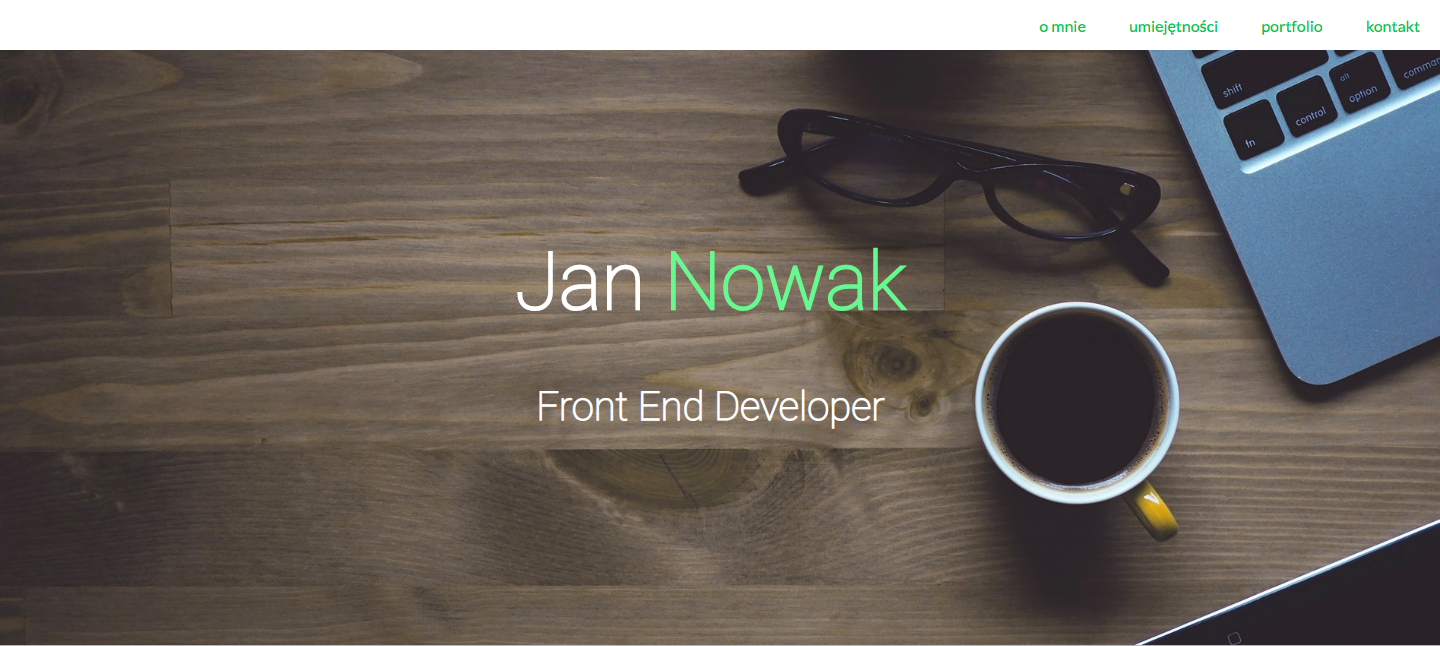 o mnie umiejętności portfolio kontakt
shift
alt
option
command
control
fn
Jan Nowak
Front End Developer